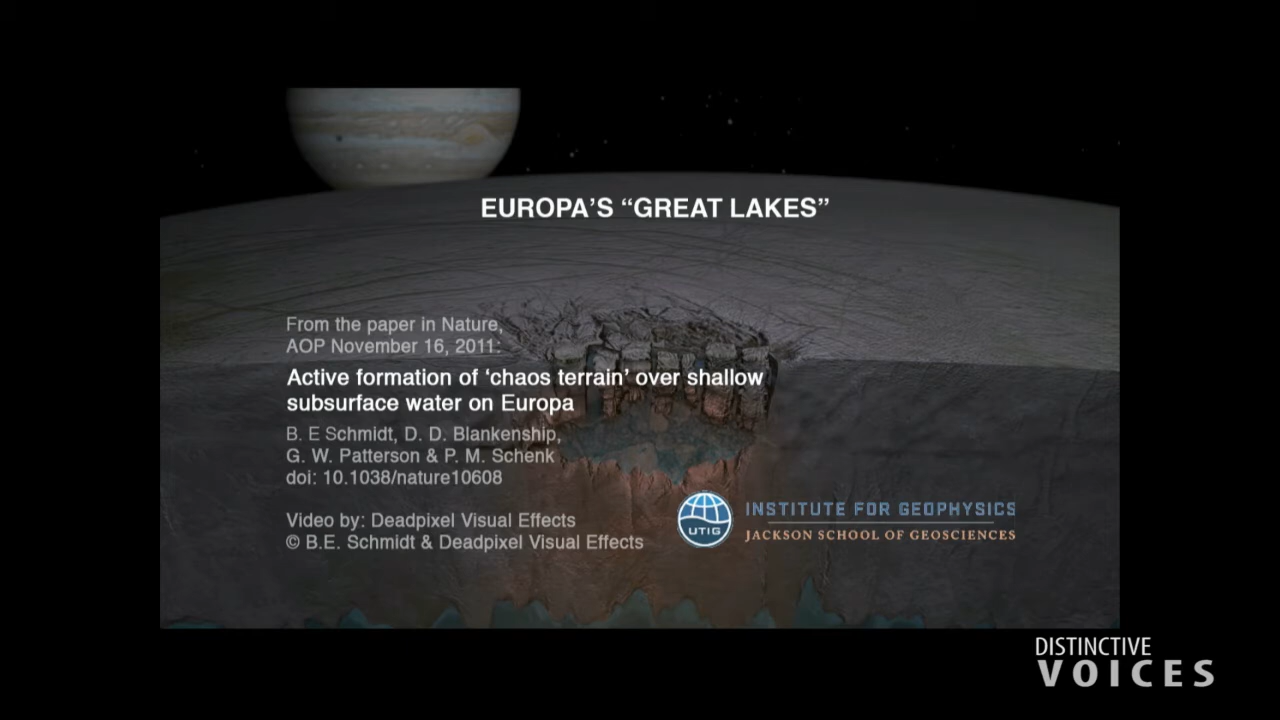 EUROPA’S “GREAT LAKES”
From the paper in Nature,
AOP November 16, 2011:
Active formation of ‘chaos terrain’ over shallow
subsurface water on Europa
B. E Schmidt, D. D. Blankenship,
G. W. Patterson & P. M. Schenk
doi: 10.1038/nature10608
Video by: Deadpixel Visual Effects
© B.E. Schmidt & Deadpixel Visual Effects
UTIG
INSTITUTE FOR GEOPHYSICS
JACKSON SCHOOL OF GEOSCIENCES
DISTINCTIVE
VOICES